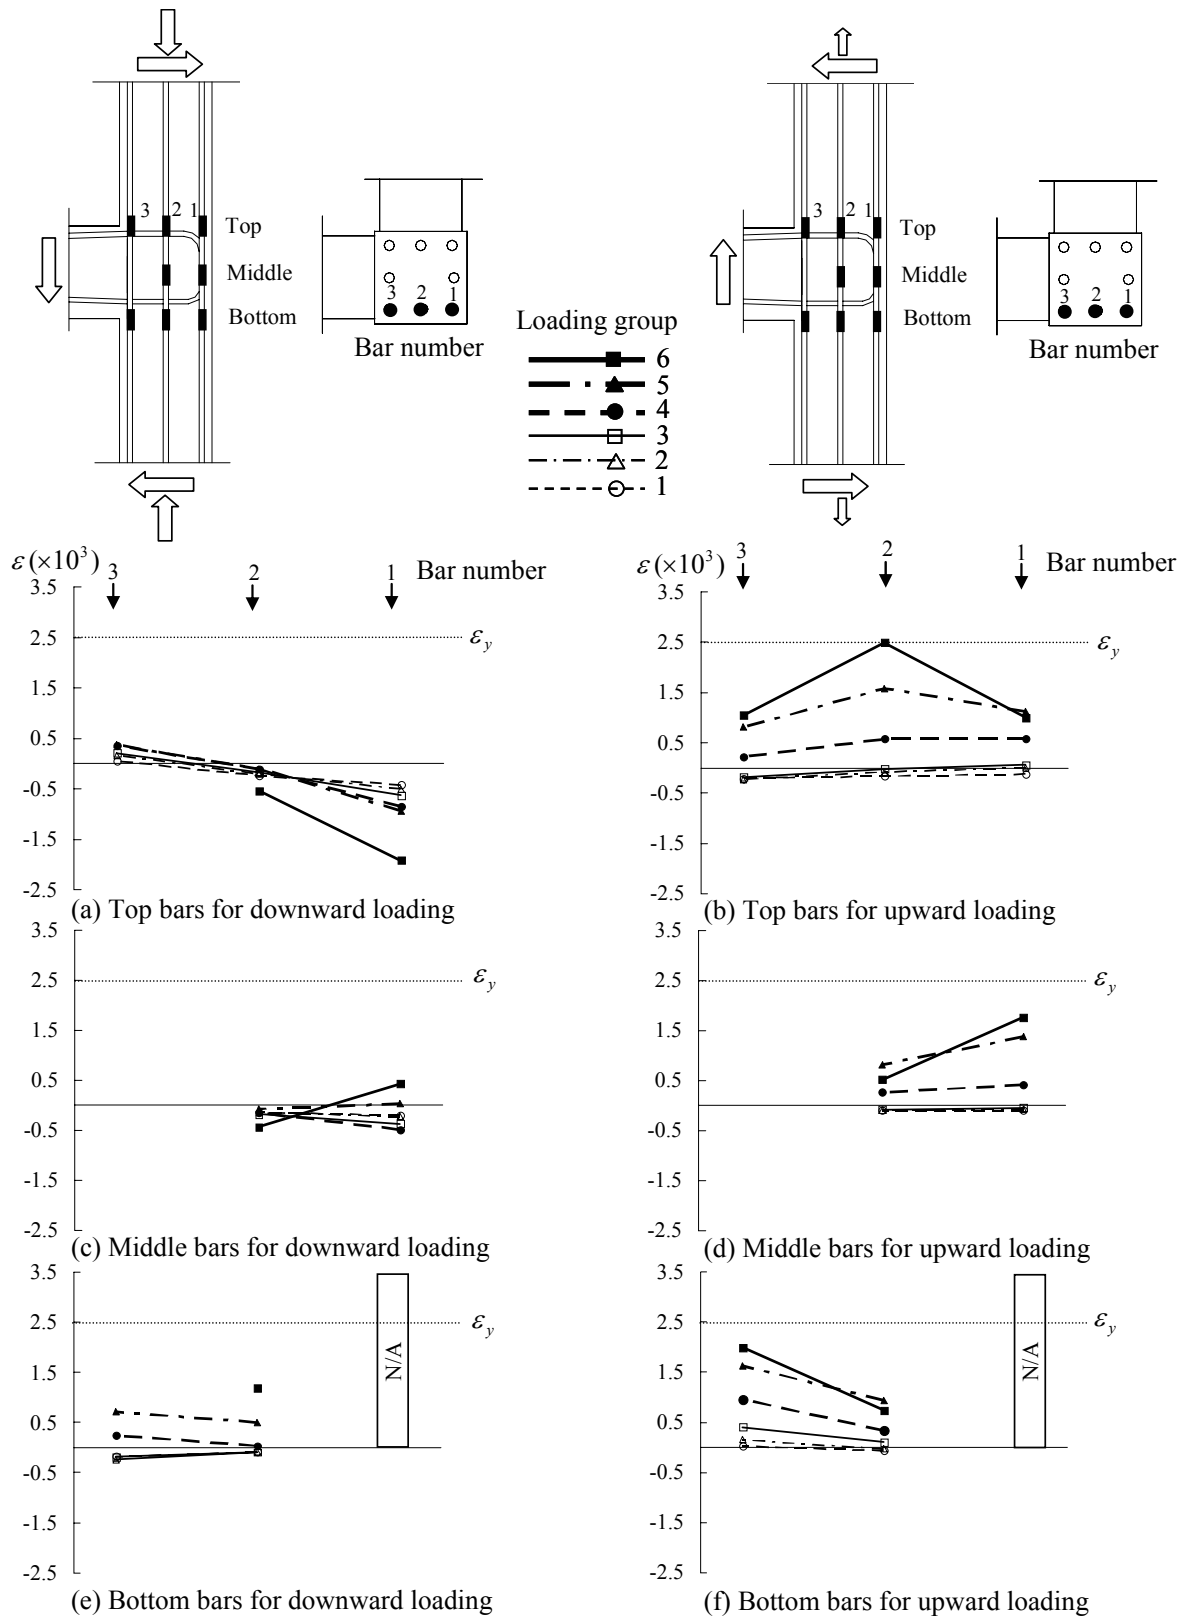 3 2 1 Top
Middle
Bottom
3 2 1
Bar number
Loading group
6
5
4
3
2
1
3 2 1 Top
Middle
Bottom
3 2 1
Bar number
ε (×10³) 3 2 1 Bar number
3.5
2.5
1.5
0.5
-0.5
-1.5
-2.5
ε_y
(a) Top bars for downward loading
ε (×10³) 3 2 1 Bar number
3.5
2.5
1.5
0.5
-0.5
-1.5
-2.5
ε_y
(b) Top bars for upward loading
3.5
2.5
1.5
0.5
-0.5
-1.5
-2.5
ε_y
(c) Middle bars for downward loading
3.5
2.5
1.5
0.5
-0.5
-1.5
-2.5
ε_y
(d) Middle bars for upward loading
3.5
2.5
1.5
0.5
-0.5
-1.5
-2.5
N/A
ε_y
(e) Bottom bars for downward loading
3.5
2.5
1.5
0.5
-0.5
-1.5
-2.5
N/A
ε_y
(f) Bottom bars for upward loading